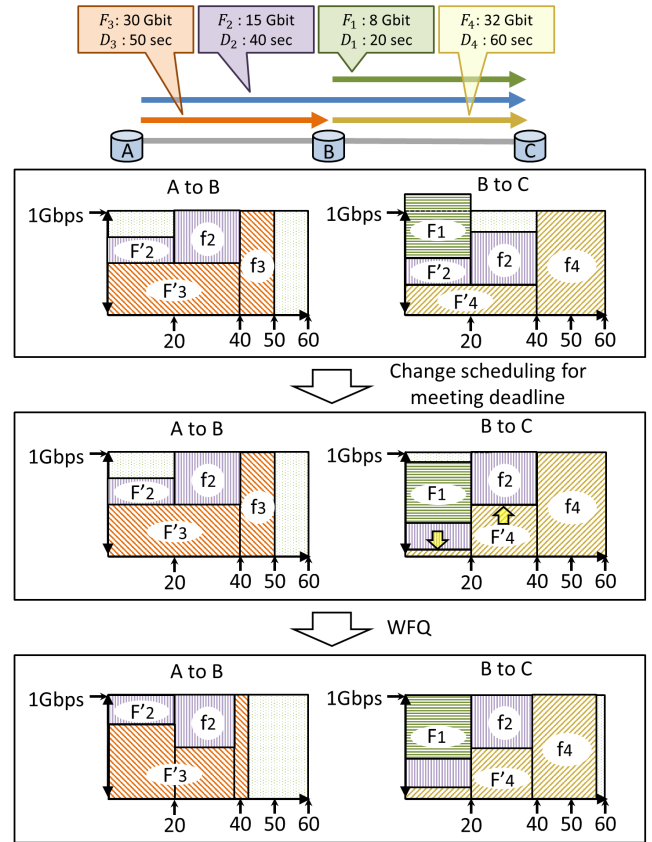 F₃: 30 Gbit
D₃ : 50 sec
F₂ : 15 Gbit
D₂ : 40 sec
F₁ : 8 Gbit
D₁ : 20 sec
F₄: 32 Gbit
D₄ : 60 sec
A
B
C
A to B
B to C
1Gbps
F'2
f2
F'3
f3
20
40
50
60
1Gbps
F1
F'2
f2
F'4
f4
20
40
50
60
Change scheduling for
meeting deadline
A to B
B to C
1Gbps
F'2
f2
F'3
f3
20
40
50
60
1Gbps
F1
f2
F'4
f4
20
40
50
60
WFQ
A to B
B to C
1Gbps
F'2
f2
F'3
20
40
50
60
1Gbps
F1
f2
F'4
f4
20
40
50
60